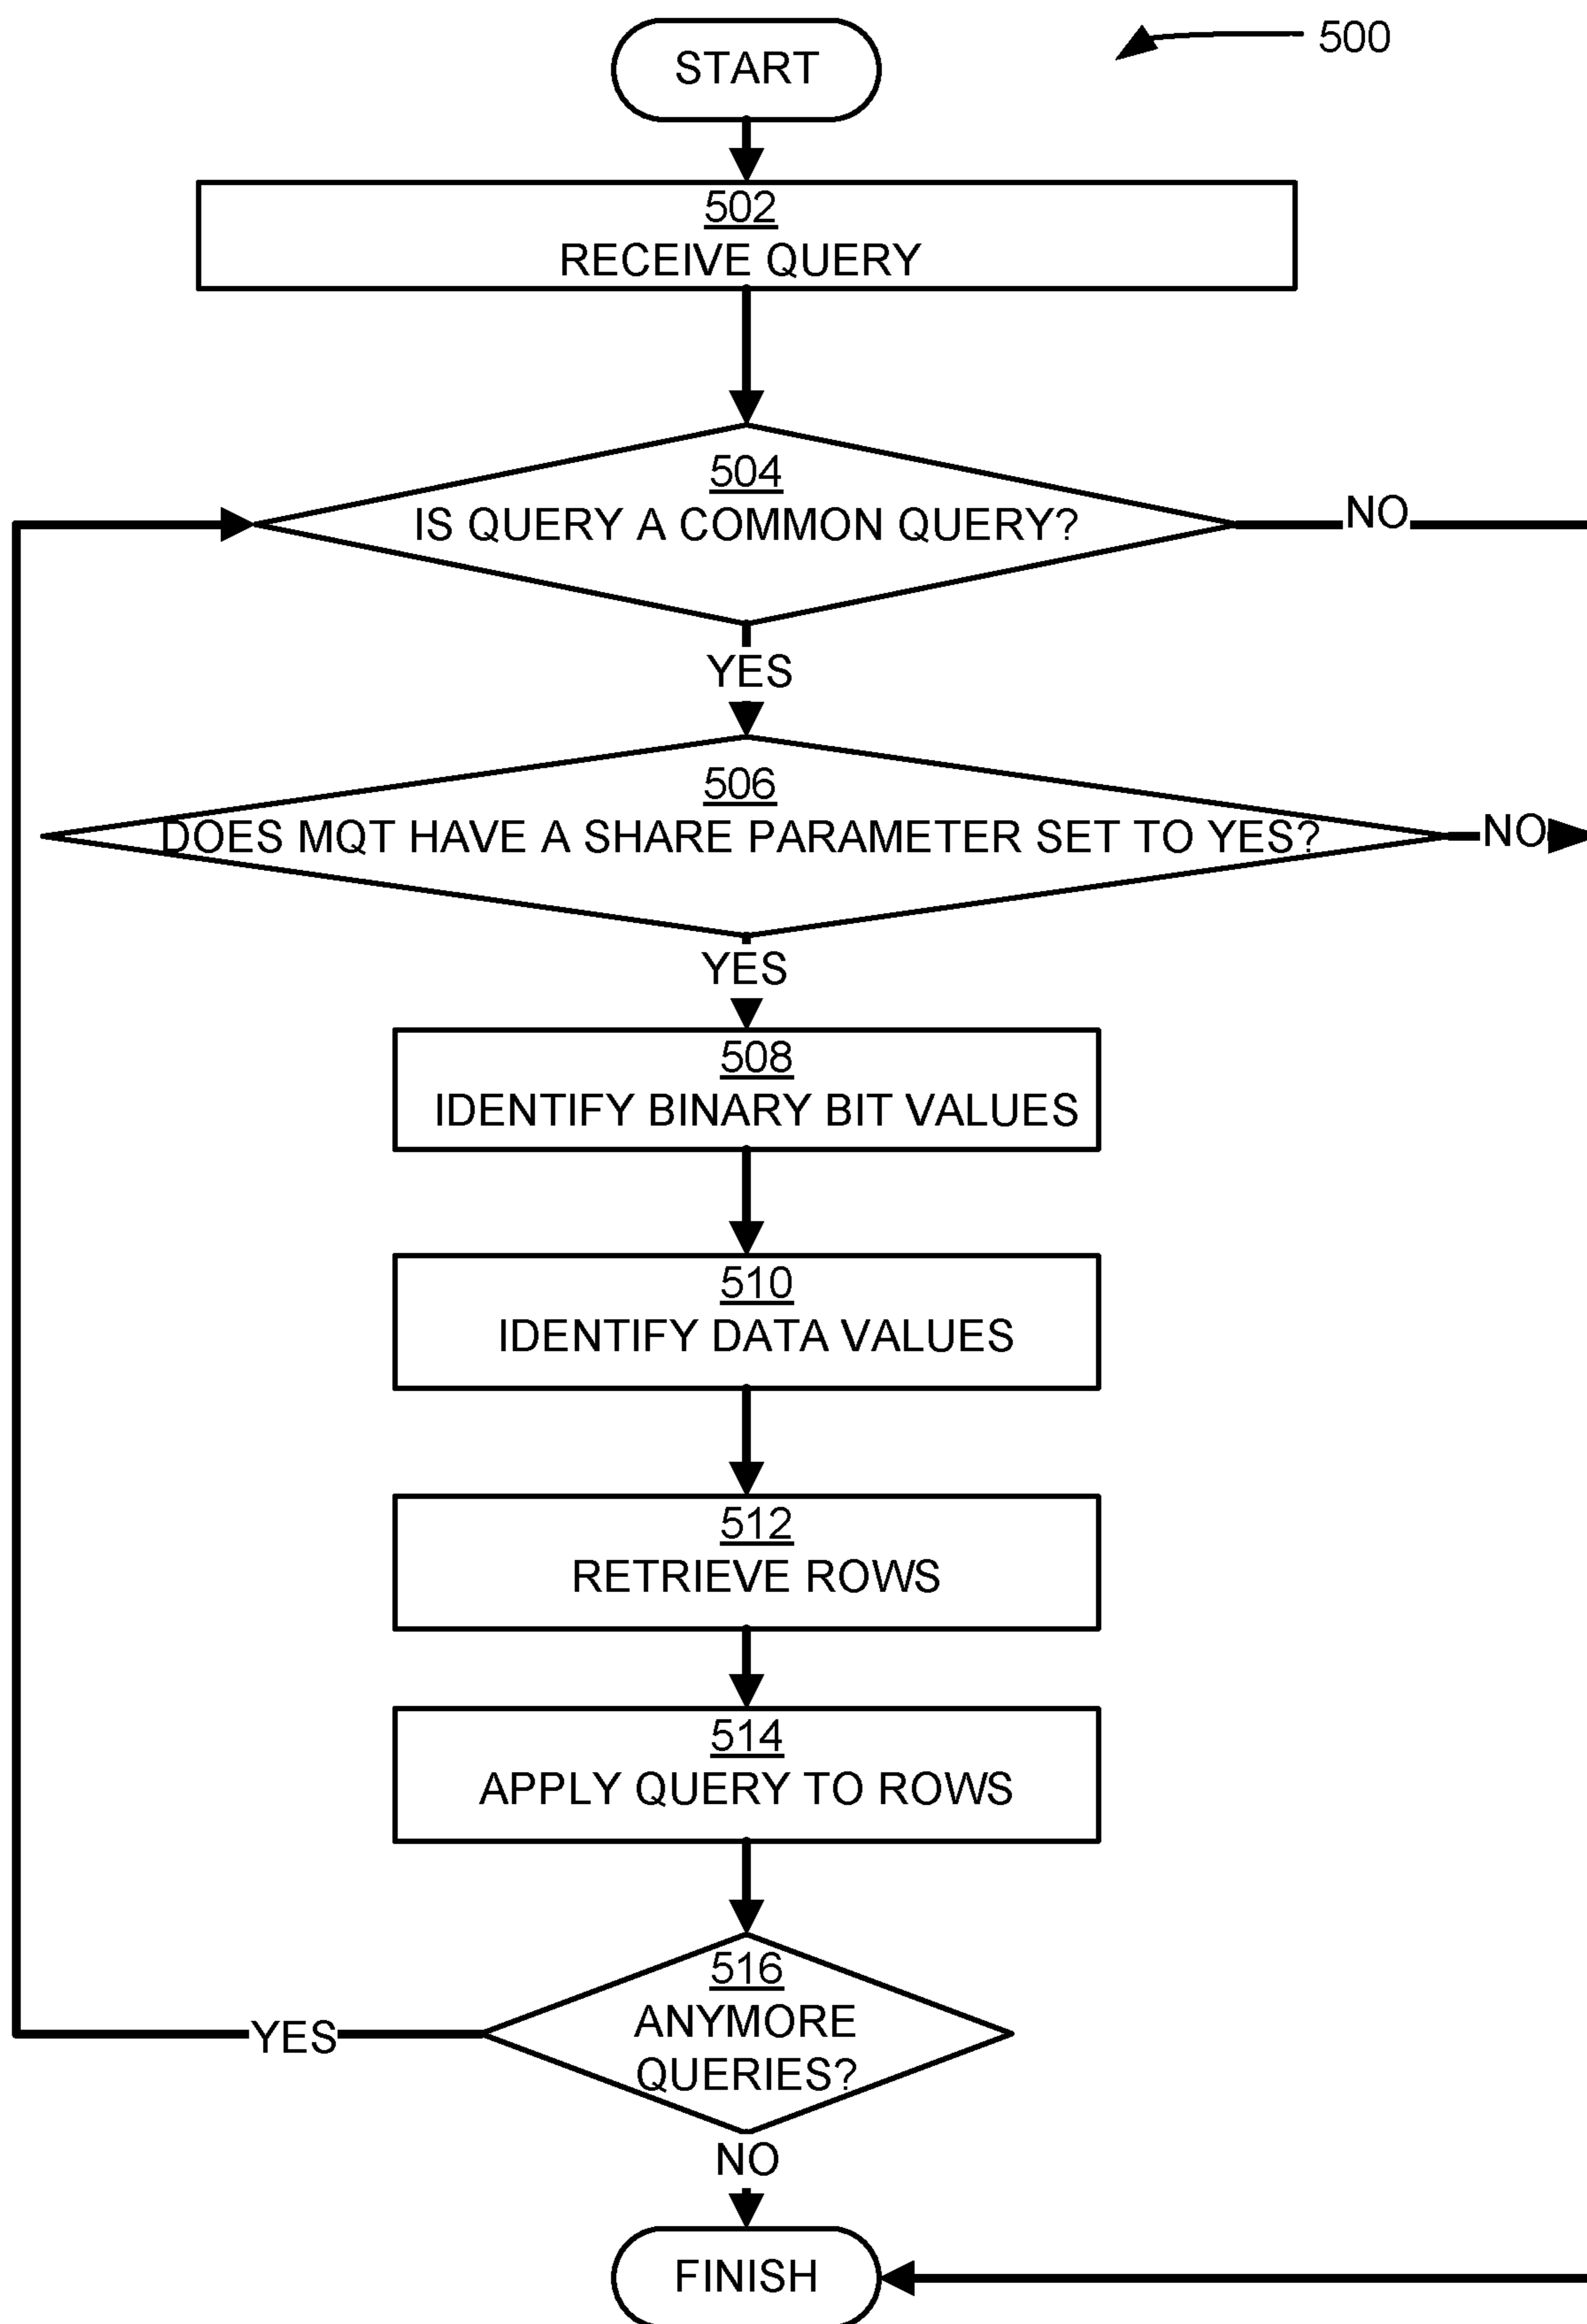 START
500
502
RECEIVE QUERY
504
IS QUERY A COMMON QUERY?
NO
YES
506
DOES MQT HAVE A SHARE PARAMETER SET TO YES?
NO
YES
508
IDENTIFY BINARY BIT VALUES
510
IDENTIFY DATA VALUES
512
RETRIEVE ROWS
514
APPLY QUERY TO ROWS
516
ANYMORE
QUERIES?
YES
NO
FINISH